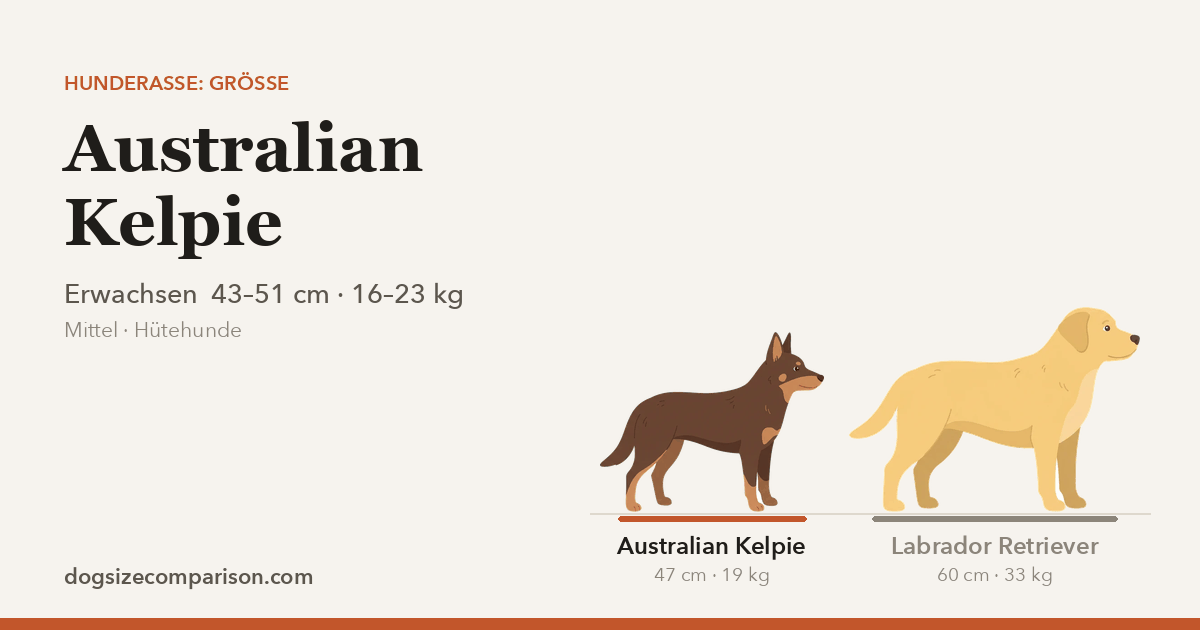 HUNDERASSE: GRÖSSE
Australian
Kelpie
Erwachsen 43–51 cm · 16–23 kg
Mittel · Hütehunde
Australian Kelpie
47 cm · 19 kg
Labrador Retriever
60 cm · 33 kg
dogsizecomparison.com